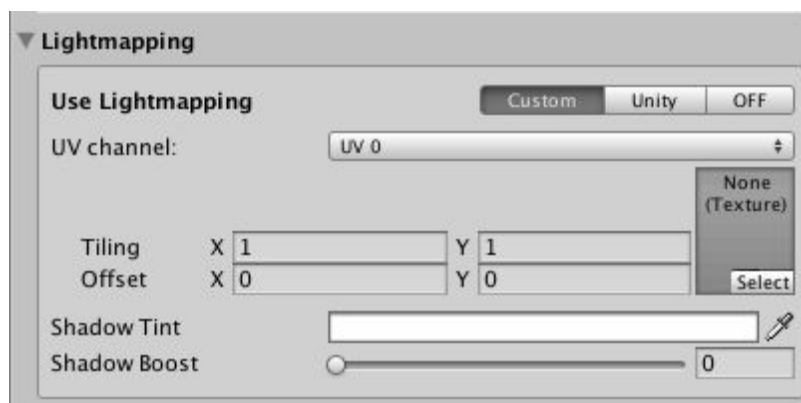 Lightmapping
Use Lightmapping Custom Unity OFF
UV channel: UV 0
None
(Texture)
Tiling X 1 Y 1
Offset X 0 Y 0 Select
Shadow Tint
Shadow Boost 0